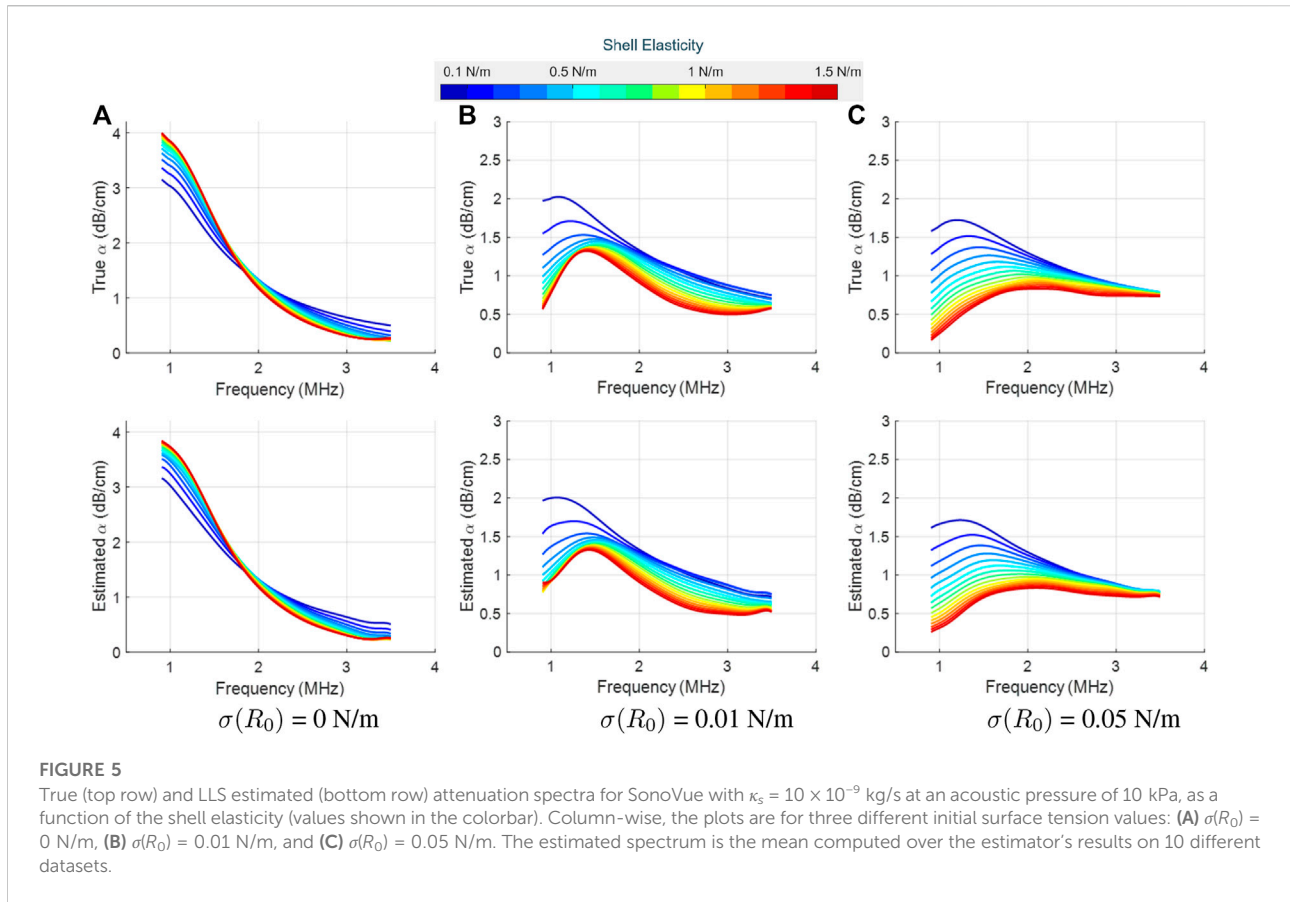 Shell Elasticity
0.1 N/m 0.5 N/m 1 N/m 1.5 N/m
A
4
3
2
1
0
True α (dB/cm)
1 2 3 4
Frequency (MHz)
B
3
2.5
2
1.5
1
0.5
0
True α (dB/cm)
1 2 3 4
Frequency (MHz)
C
3
2.5
2
1.5
1
0.5
0
True α (dB/cm)
1 2 3 4
Frequency (MHz)
4
3
2
1
0
Estimated α (dB/cm)
1 2 3 4
Frequency (MHz)
σ(R₀) = 0 N/m
3
2.5
2
1.5
1
0.5
0
Estimated α (dB/cm)
1 2 3 4
Frequency (MHz)
σ(R₀) = 0.01 N/m
3
2.5
2
1.5
1
0.5
0
Estimated α (dB/cm)
1 2 3 4
Frequency (MHz)
σ(R₀) = 0.05 N/m
FIGURE 5
True (top row) and LLS estimated (bottom row) attenuation spectra for SonoVue with κₛ = 10 × 10⁻⁹ kg/s at an acoustic pressure of 10 kPa, as a
function of the shell elasticity (values shown in the colorbar). Column-wise, the plots are for three different initial surface tension values: (A) σ(R₀) =
0 N/m, (B) σ(R₀) = 0.01 N/m, and (C) σ(R₀) = 0.05 N/m. The estimated spectrum is the mean computed over the estimator's results on 10 different
datasets.